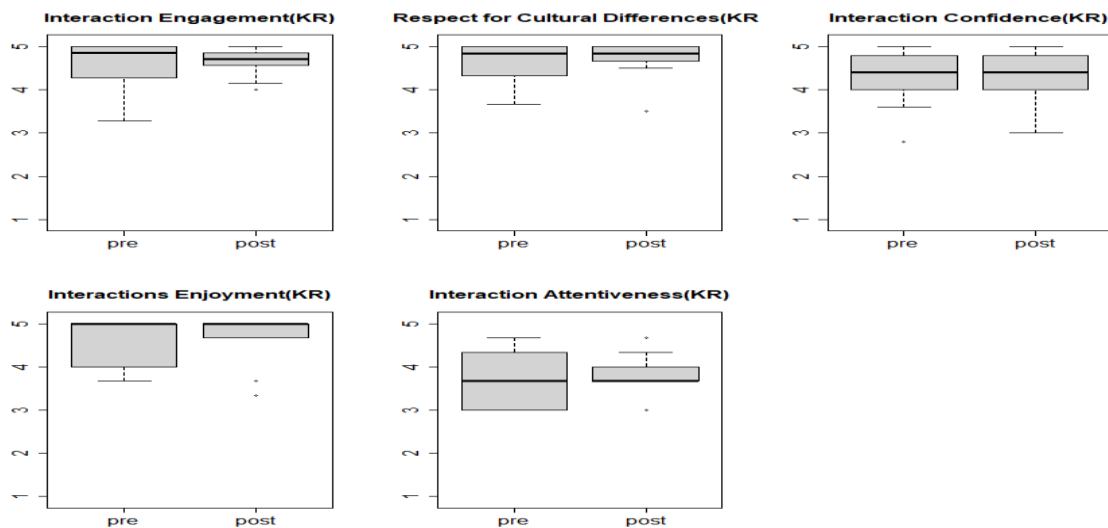 Interaction Engagement(KR)
5
4
3
2
1
pre post
Respect for Cultural Differences(KR
5
4
3
2
1
pre post
Interaction Confidence(KR)
5
4
3
2
1
pre post
Interactions Enjoyment(KR)
5
4
3
2
1
pre post
Interaction Attentiveness(KR)
5
4
3
2
1
pre post